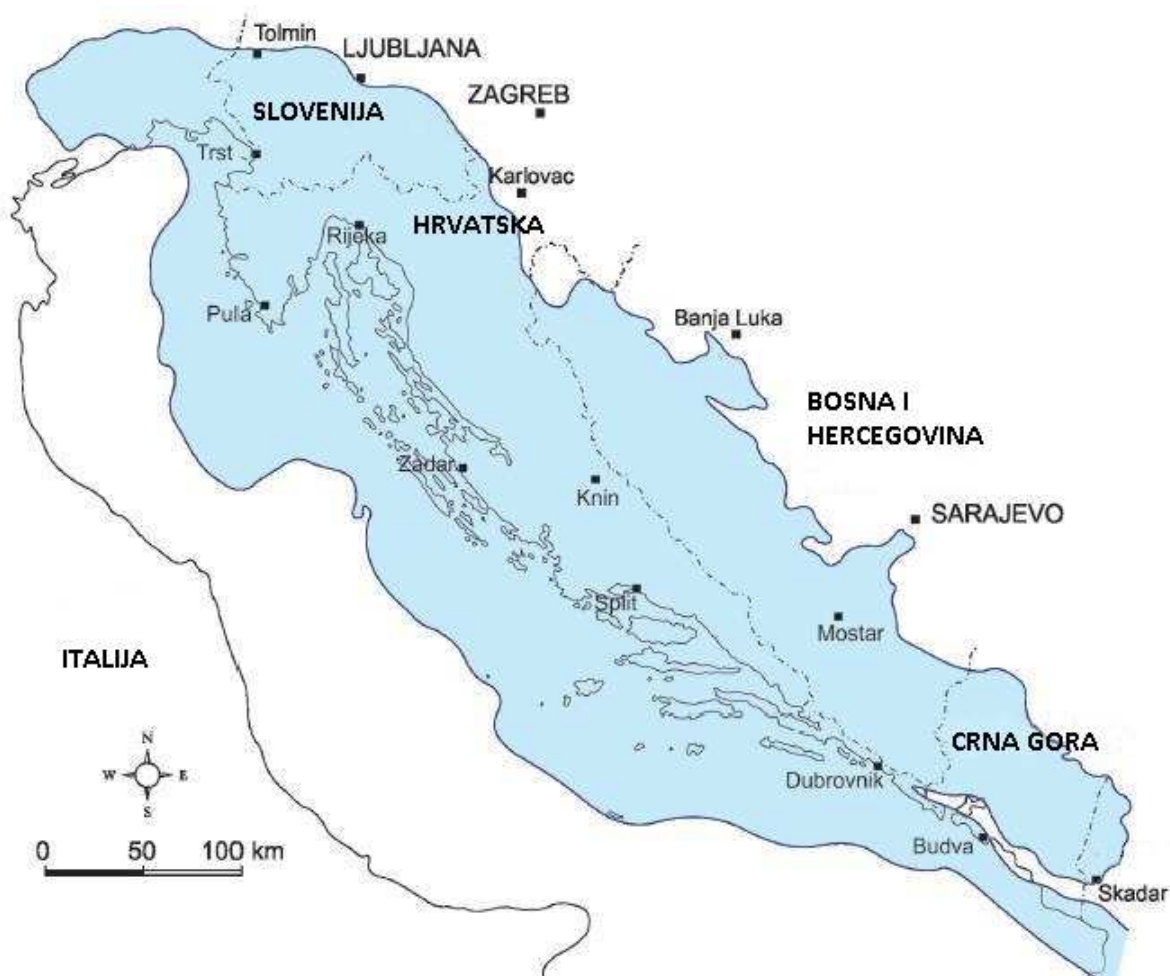 Tolmin
LJUBLJANA
ZAGREB
SLOVENIJA
Trst
Karlovac
HRVATSKA
Rijeka
Pula
Banja Luka
BOSNA I
HERCEGOVINA
Zadar
Knin
SARAJEVO
Split
Mostar
ITALIJA
CRNA GORA
N
W E
S
Dubrovnik
0 50 100 km
Budva
Skadar